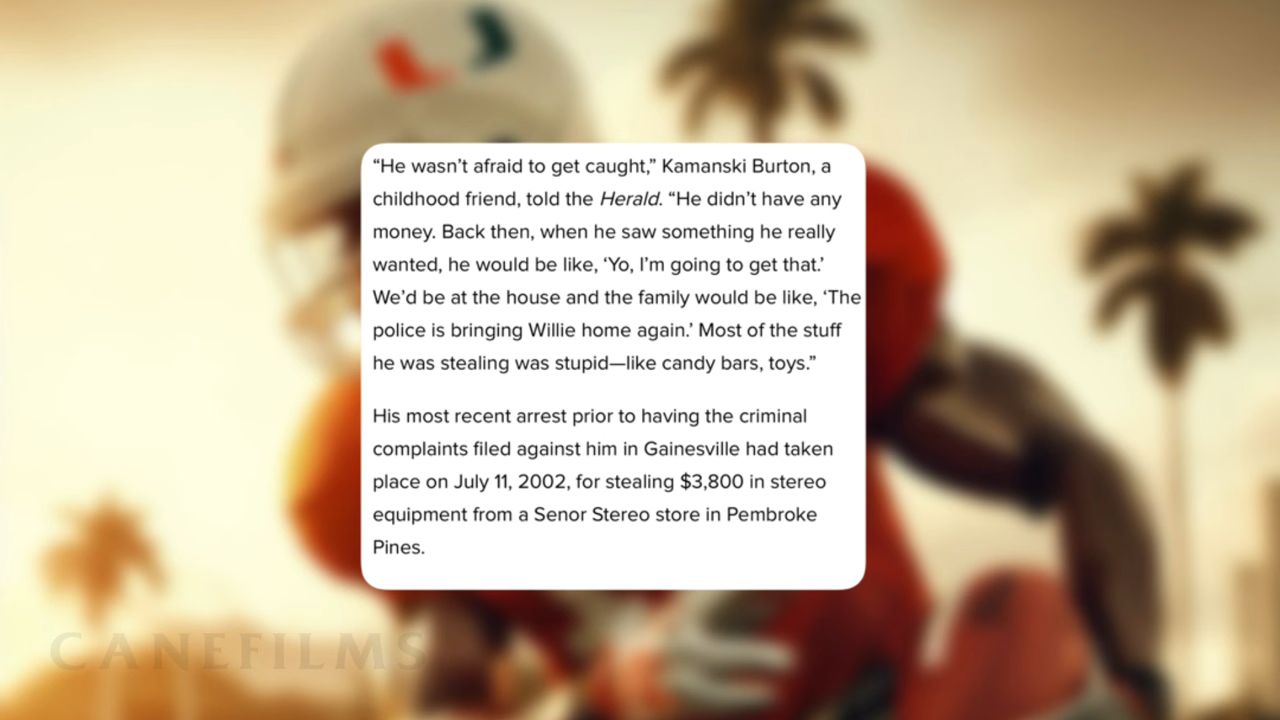 “He wasn’t afraid to get caught,” Kamanski Burton, a
childhood friend, told the Herald. “He didn’t have any
money. Back then, when he saw something he really
wanted, he would be like, ‘Yo, I’m going to get that.’
We’d be at the house and the family would be like, ‘The
police is bringing Willie home again.’ Most of the stuff
he was stealing was stupid—like candy bars, toys.”
His most recent arrest prior to having the criminal
complaints filed against him in Gainesville had taken
place on July 11, 2002, for stealing $3,800 in stereo
equipment from a Senor Stereo store in Pembroke
Pines.
CANEFILMS